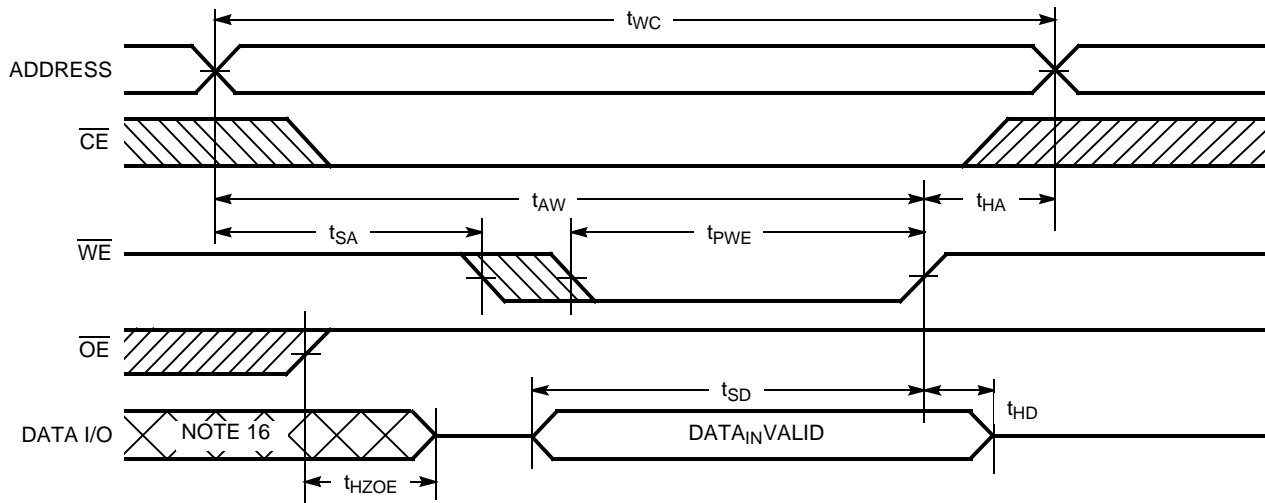 tWC
ADDRESS
CE
tAW
tHA
tSA
tPWE
WE
OE
tSD
tHD
DATA I/O
NOTE 16
DATAINVALID
tHZOE